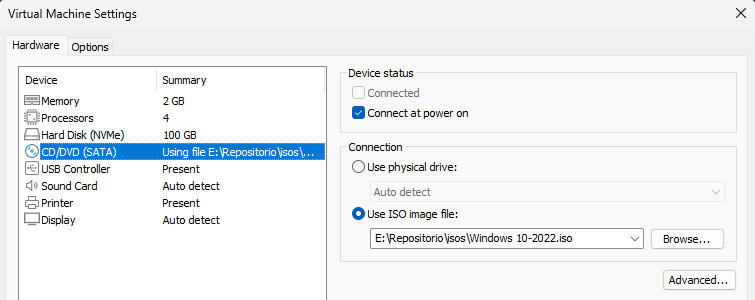 Virtual Machine Settings
Hardware
Options
Device Summary
Memory 2 GB
Processors 4
Hard Disk (NVMe) 100 GB
CD/DVD (SATA) Using file E:\Repositorio\isos\...
USB Controller Present
Sound Card Auto detect
Printer Present
Display Auto detect
Device status
Connected
Connect at power on
Connection
Use physical drive:
Auto detect
Use ISO image file:
E:\Repositorio\isos\Windows 10-2022.iso
Browse...
Advanced...